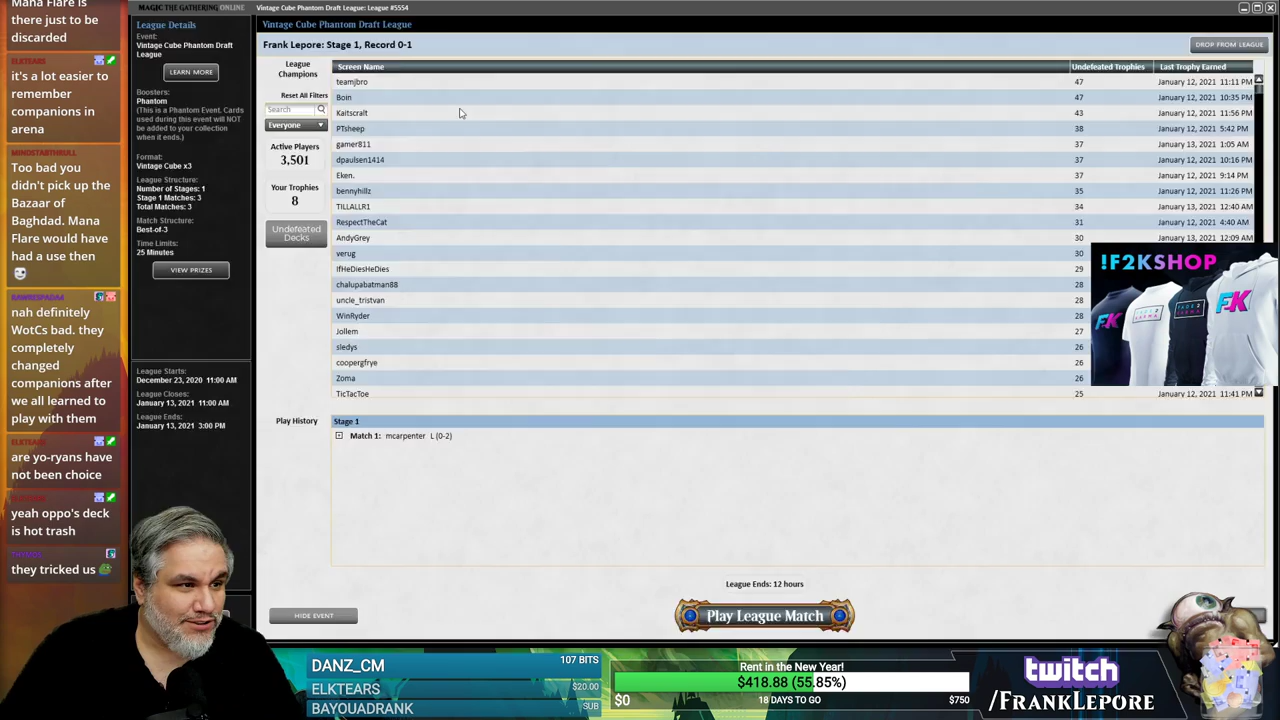 MAGIC THE GATHERING ONLINE
Vintage Cube Phantom Draft League: League #5554
League Details
Event:
Vintage Cube Phantom Draft
League
LEARN MORE
Boosters:
Phantom
(This is a Phantom Event. Cards
used during this event will NOT
be added to your collection
when it ends.)
Format:
Vintage Cube x3
League Structure:
Number of Stages: 1
Stage 1 Matches: 3
Total Matches: 3
Match Structure:
Best-of-3
Time Limits:
25 Minutes
VIEW PRIZES
League Starts:
December 23, 2020 11:00 AM
League Closes:
January 13, 2021 11:00 AM
League Ends:
January 13, 2021 3:00 PM
Mana Flare is
discarded
ELKTEARS
it's a lot easier to
remember
companions in
arena
MINDSTABTHRULL
Too bad you
didn't pick up the
Bazaar of
Baghdad. Mana
Flare would have
had a use then
nah definitely
WotCs bad. they
completely
changed
companions after
we all learned to
play with them
ELKTEARS
are yo-ryans have
not been choice
ELKTEARS
yeah oppo's deck
is hot trash
THYMOS
they tricked us
Vintage Cube Phantom Draft League
Frank Lepore: Stage 1, Record 0-1
DROP FROM LEAGUE
League
Champions
Reset All Filters
Search
Everyone
Active Players
3,501
Your Trophies
8
Undefeated
Decks
Screen Name Undefeated Trophies Last Trophy Earned
teamjbro 47 January 12, 2021 11:11 PM
Boin 47 January 12, 2021 10:35 PM
Kaitscralt 43 January 12, 2021 11:56 PM
PTsheep 38 January 12, 2021 5:42 PM
gamer811 37 January 13, 2021 1:05 AM
dpaulsen1414 37 January 12, 2021 10:16 PM
Eken. 37 January 12, 2021 9:14 PM
bennyhillz 35 January 12, 2021 11:26 PM
TILLALLR1 34 January 13, 2021 12:40 AM
RespectTheCat 31 January 12, 2021 4:40 AM
AndyGrey 30 January 13, 2021 12:09 AM
verug 30
IfHeDiesHeDies 29
chalupabatman88 28
uncle_tristvan 28
WinRyder 28
Jollem 27
sledys 26
coopergfrye 26
Zoma 26
TicTacToe 25 January 12, 2021 11:41 PM
!F2KSHOP
FK
FK
Play History
Stage 1
Match 1: mcarpenter L (0-2)
League Ends: 12 hours
HIDE EVENT
Play League Match
DANZ_CM 107 BITS
ELKTEARS $20.00
BAYOUADRANK SUB
Rent in the New Year!
$418.88 (55.85%)
$0 18 DAYS TO GO $750
twitch
/FRANKLEPORE